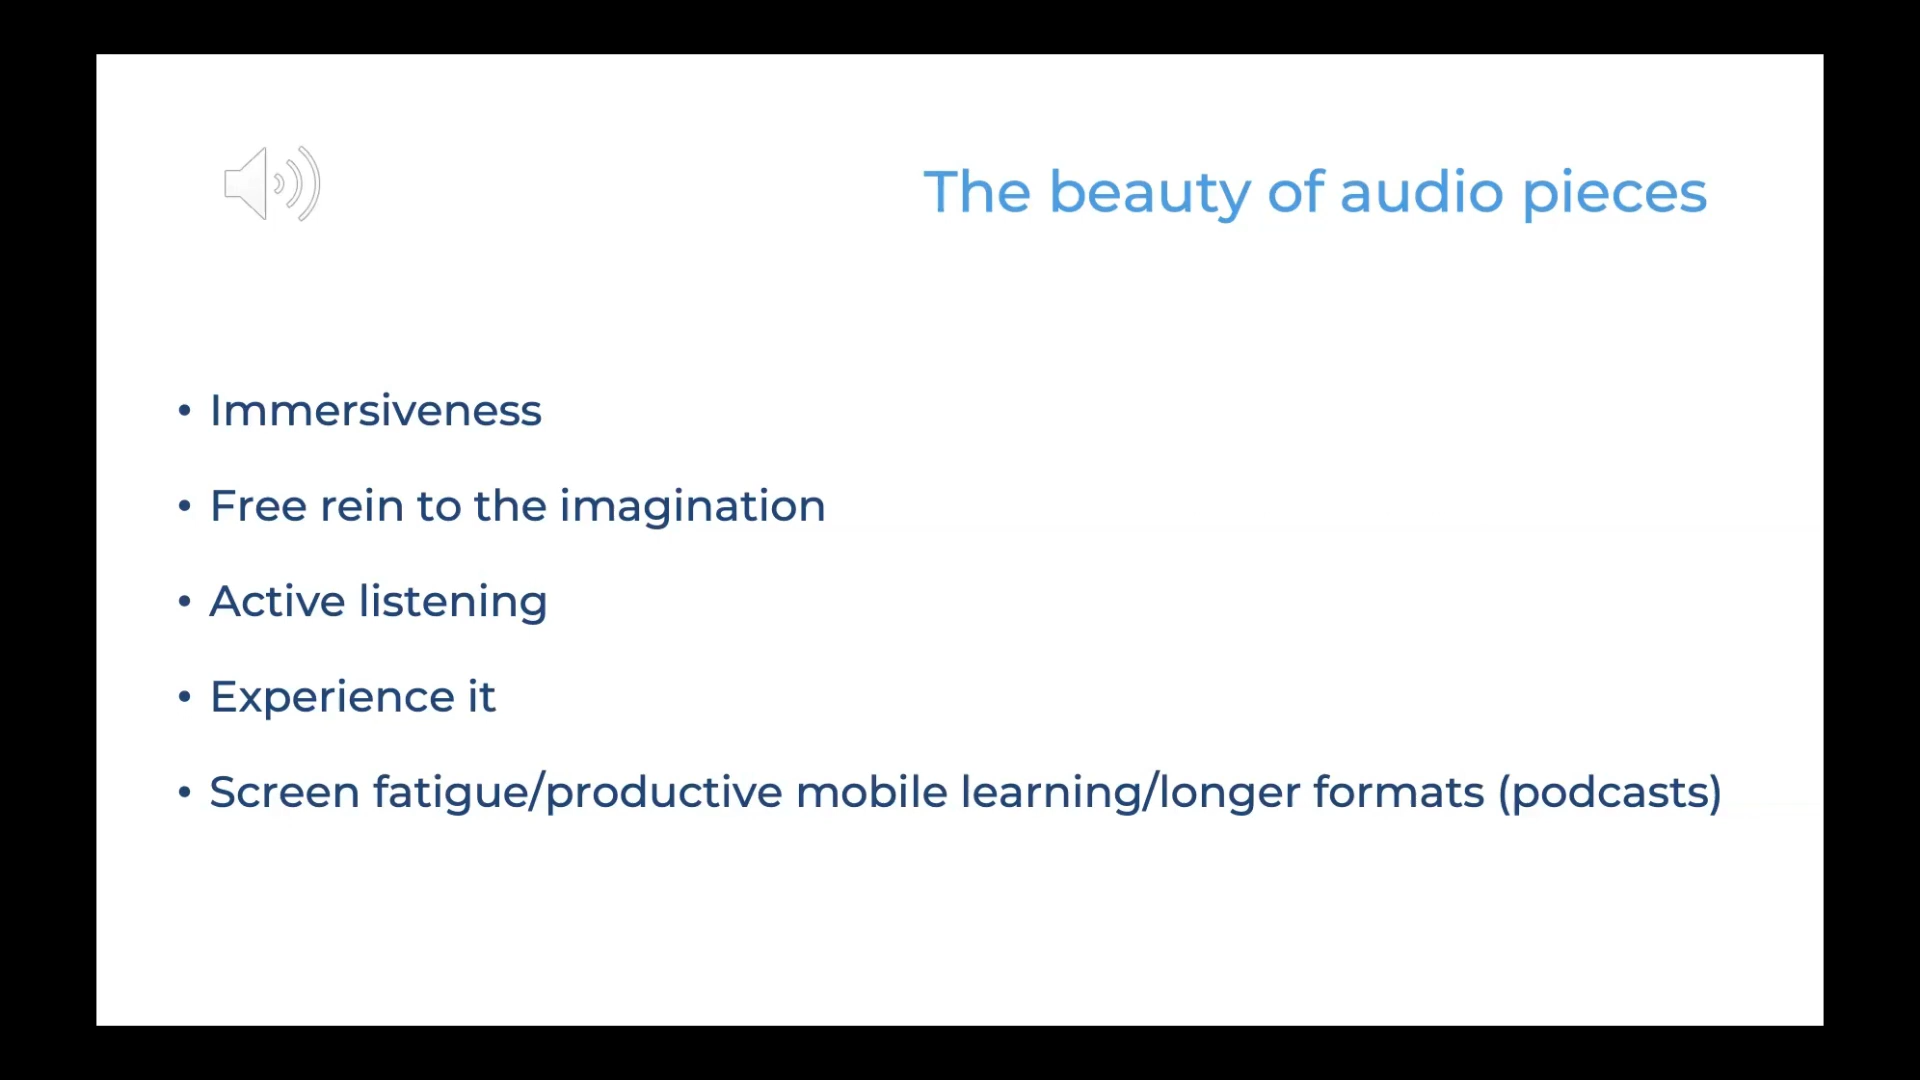 The beauty of audio pieces
• Immersiveness
• Free rein to the imagination
• Active listening
• Experience it
• Screen fatigue/productive mobile learning/longer formats (podcasts)